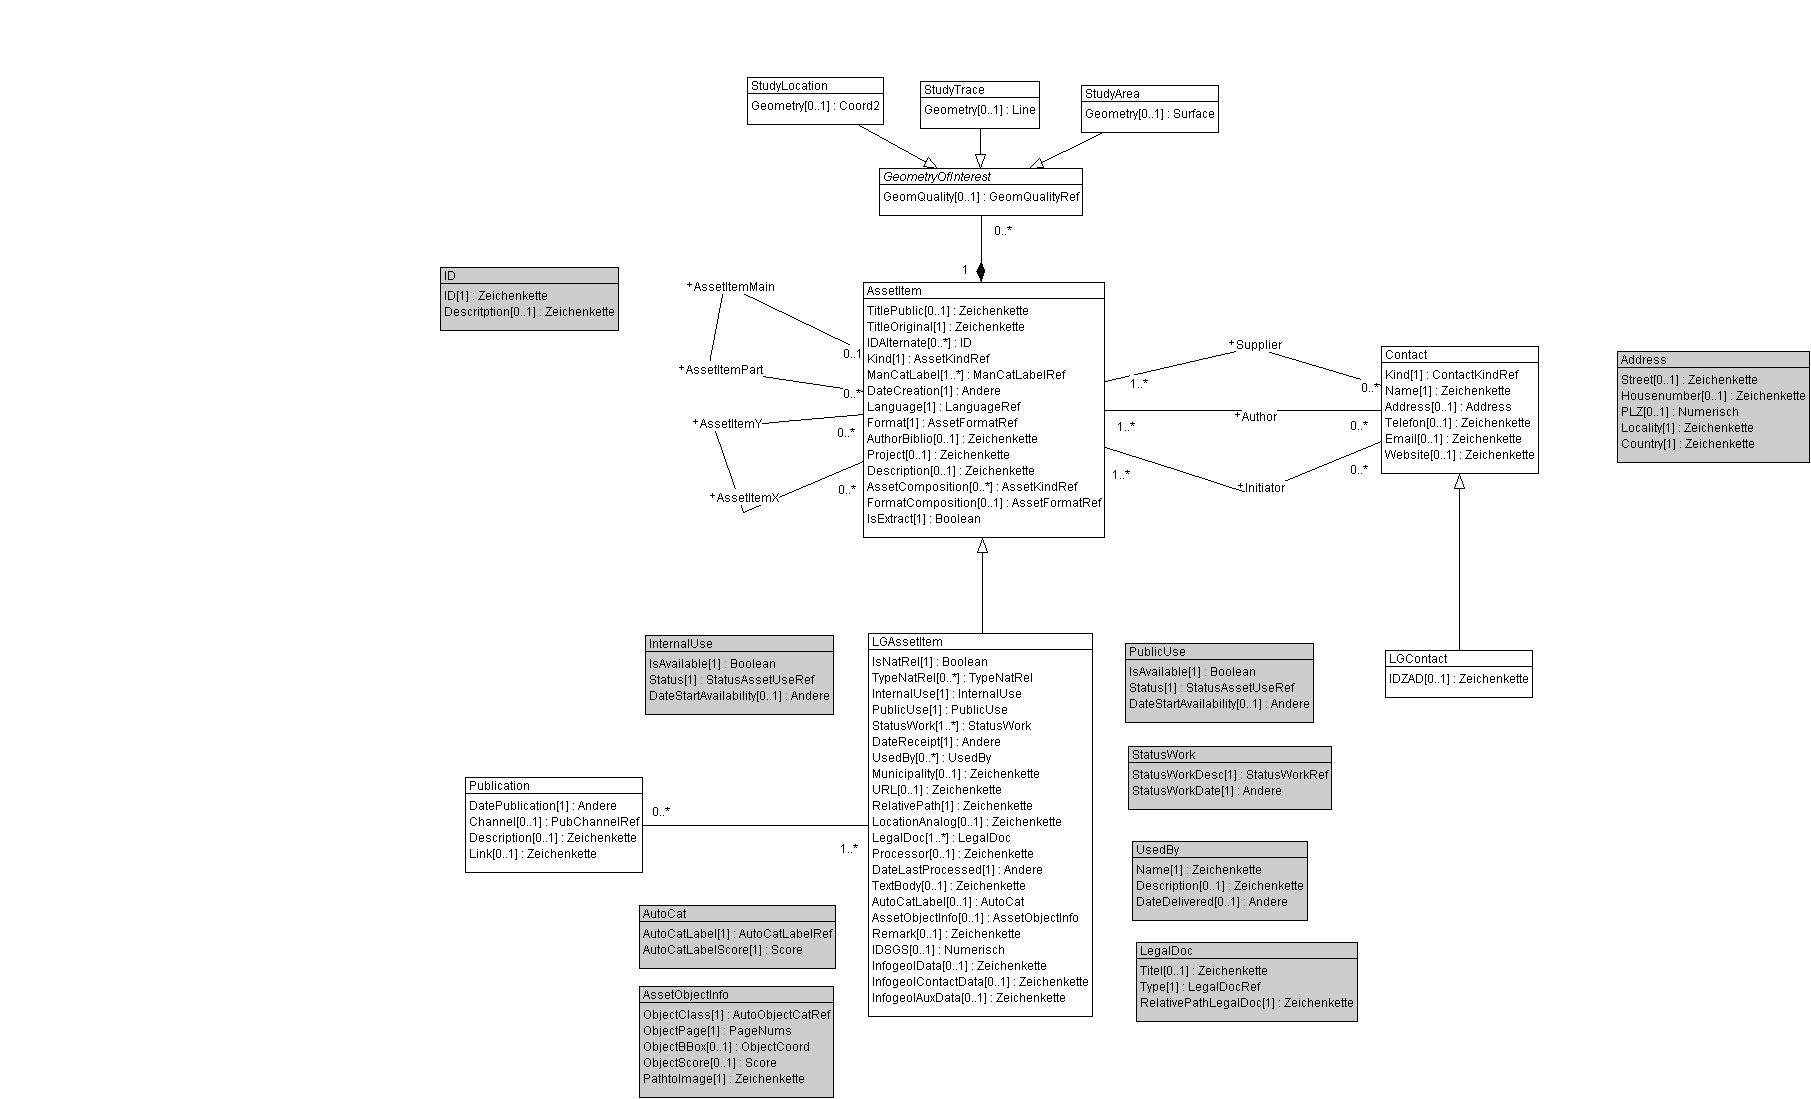 StudyLocation
Geometry[0..1] : Coord2
StudyTrace
Geometry[0..1] : Line
StudyArea
Geometry[0..1] : Surface
GeometryOfInterest
GeomQuality[0..1] : GeomQualityRef
0..*
1
ID
ID[1] : Zeichenkette
Descritption[0..1] : Zeichenkette
+AssetItemMain
0..1
+AssetItemPart
0..*
+AssetItemY
0..*
+AssetItemX
0..*
AssetItem
TitlePublic[0..1] : Zeichenkette
TitleOriginal[1] : Zeichenkette
IDAlternate[0..*] : ID
Kind[1] : AssetKindRef
ManCatLabel[1..*] : ManCatLabelRef
DateCreation[1] : Andere
Language[1] : LanguageRef
Format[1] : AssetFormatRef
AuthorBiblio[0..1] : Zeichenkette
Project[0..1] : Zeichenkette
Description[0..1] : Zeichenkette
AssetComposition[0..*] : AssetKindRef
FormatComposition[0..1] : AssetFormatRef
IsExtract[1] : Boolean
+Supplier
1..*
0..*
+Author
1..*
0..*
+Initiator
1..*
0..*
Contact
Kind[1] : ContactKindRef
Name[1] : Zeichenkette
Address[0..1] : Address
Telefon[0..1] : Zeichenkette
Email[0..1] : Zeichenkette
Website[0..1] : Zeichenkette
Address
Street[0..1] : Zeichenkette
Housenumber[0..1] : Zeichenkette
PLZ[0..1] : Numerisch
Locality[1] : Zeichenkette
Country[1] : Zeichenkette
InternalUse
IsAvailable[1] : Boolean
Status[1] : StatusAssetUseRef
DateStartAvailability[0..1] : Andere
LGAssetItem
IsNatRel[1] : Boolean
TypeNatRel[0..*] : TypeNatRel
InternalUse[1] : InternalUse
PublicUse[1] : PublicUse
StatusWork[1..*] : StatusWork
DateReceipt[1] : Andere
UsedBy[0..*] : UsedBy
Municipality[0..1] : Zeichenkette
URL[0..1] : Zeichenkette
RelativePath[1] : Zeichenkette
LocationAnalog[0..1] : Zeichenkette
LegalDoc[1..*] : LegalDoc
Processor[0..1] : Zeichenkette
DateLastProcessed[1] : Andere
TextBody[0..1] : Zeichenkette
AutoCatLabel[0..1] : AutoCat
AssetObjectInfo[0..1] : AssetObjectInfo
Remark[0..1] : Zeichenkette
IDSGS[0..1] : Numerisch
InfogeolData[0..1] : Zeichenkette
InfogeolContactData[0..1] : Zeichenkette
InfogeolAuxData[0..1] : Zeichenkette
PublicUse
IsAvailable[1] : Boolean
Status[1] : StatusAssetUseRef
DateStartAvailability[0..1] : Andere
LGContact
IDZAD[0..1] : Zeichenkette
StatusWork
StatusWorkDesc[1] : StatusWorkRef
StatusWorkDate[1] : Andere
Publication
DatePublication[1] : Andere
Channel[0..1] : PubChannelRef
Description[0..1] : Zeichenkette
Link[0..1] : Zeichenkette
0..*
1..*
UsedBy
Name[1] : Zeichenkette
Description[0..1] : Zeichenkette
DateDelivered[0..1] : Andere
AutoCat
AutoCatLabel[1] : AutoCatLabelRef
AutoCatLabelScore[1] : Score
LegalDoc
Titel[0..1] : Zeichenkette
Type[1] : LegalDocRef
RelativePathLegalDoc[1] : Zeichenkette
AssetObjectInfo
ObjectClass[1] : AutoObjectCatRef
ObjectPage[1] : PageNums
ObjectBBox[0..1] : ObjectCoord
ObjectScore[0..1] : Score
PathtoImage[1] : Zeichenkette